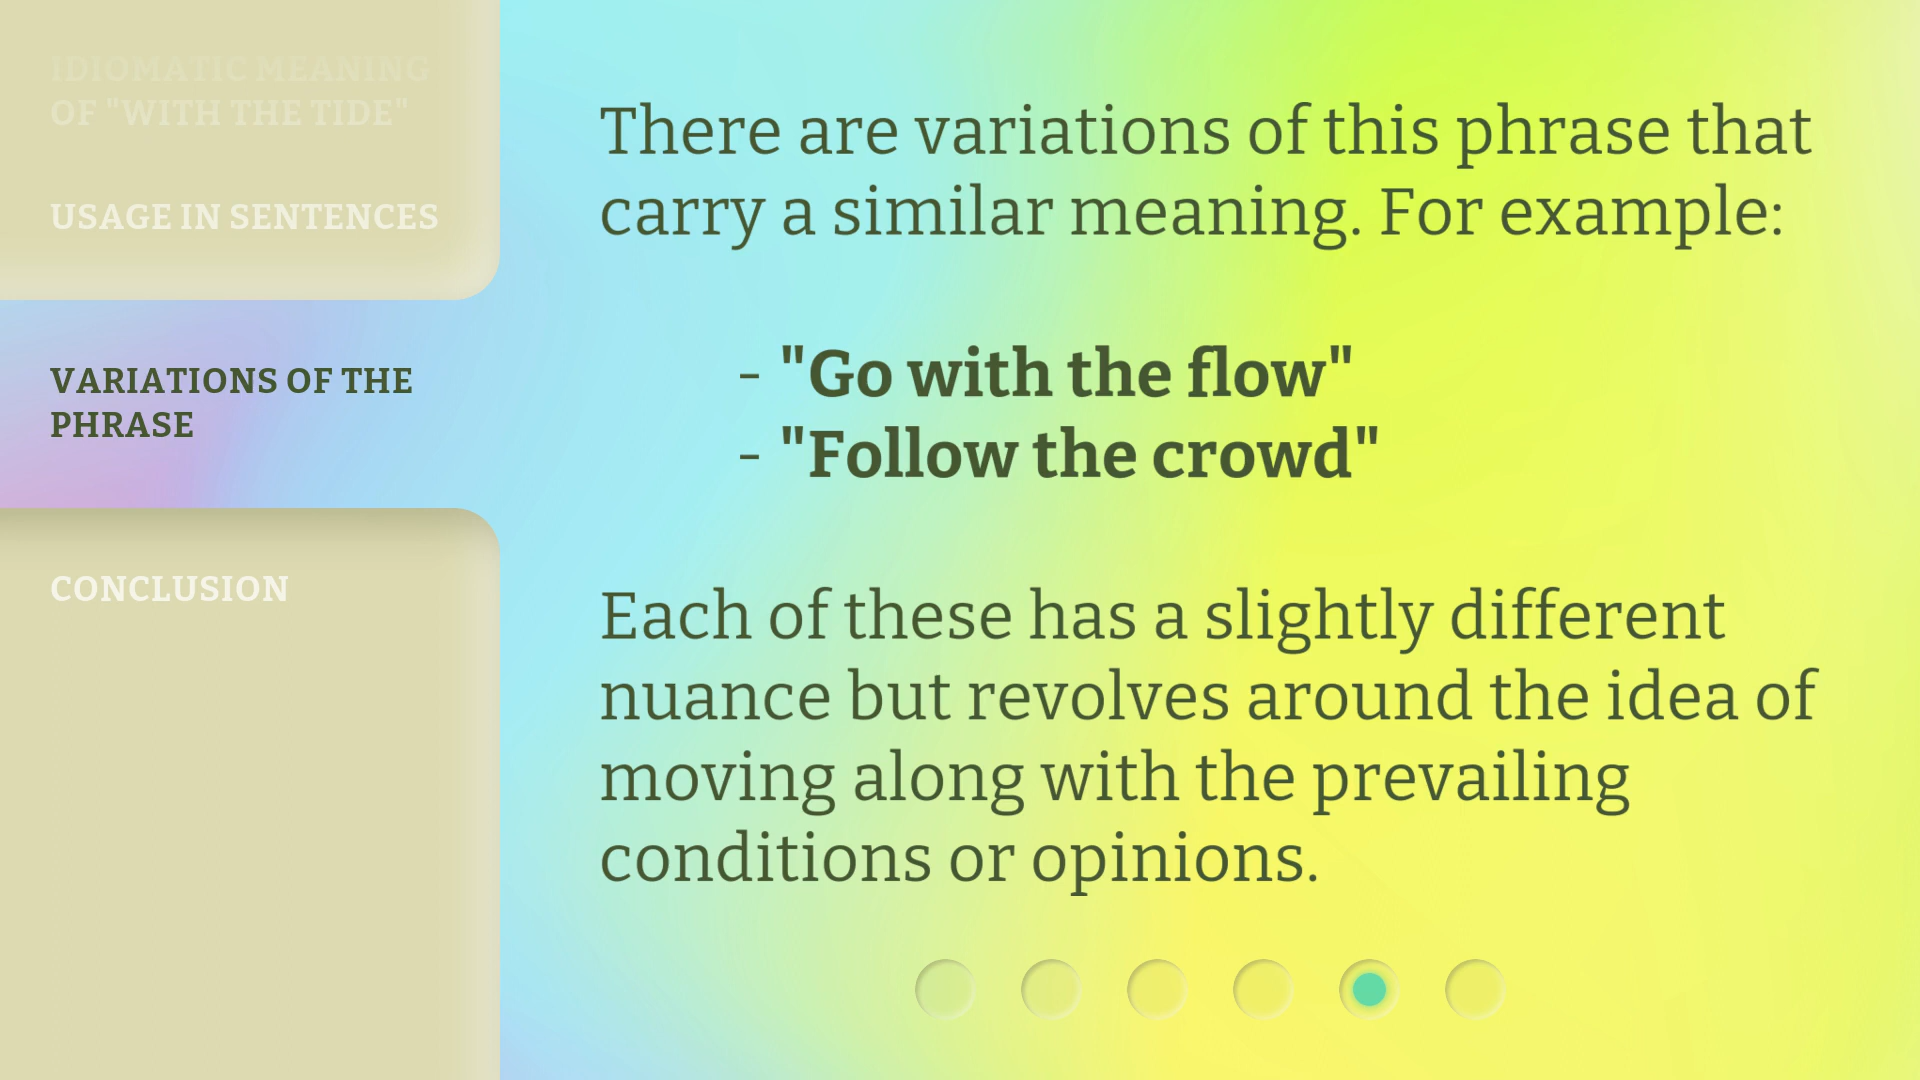 IDIOMATIC MEANING
OF "WITH THE TIDE"
USAGE IN SENTENCES
VARIATIONS OF THE
PHRASE
CONCLUSION
There are variations of this phrase that
carry a similar meaning. For example:
- "Go with the flow"
- "Follow the crowd"
Each of these has a slightly different
nuance but revolves around the idea of
moving along with the prevailing
conditions or opinions.